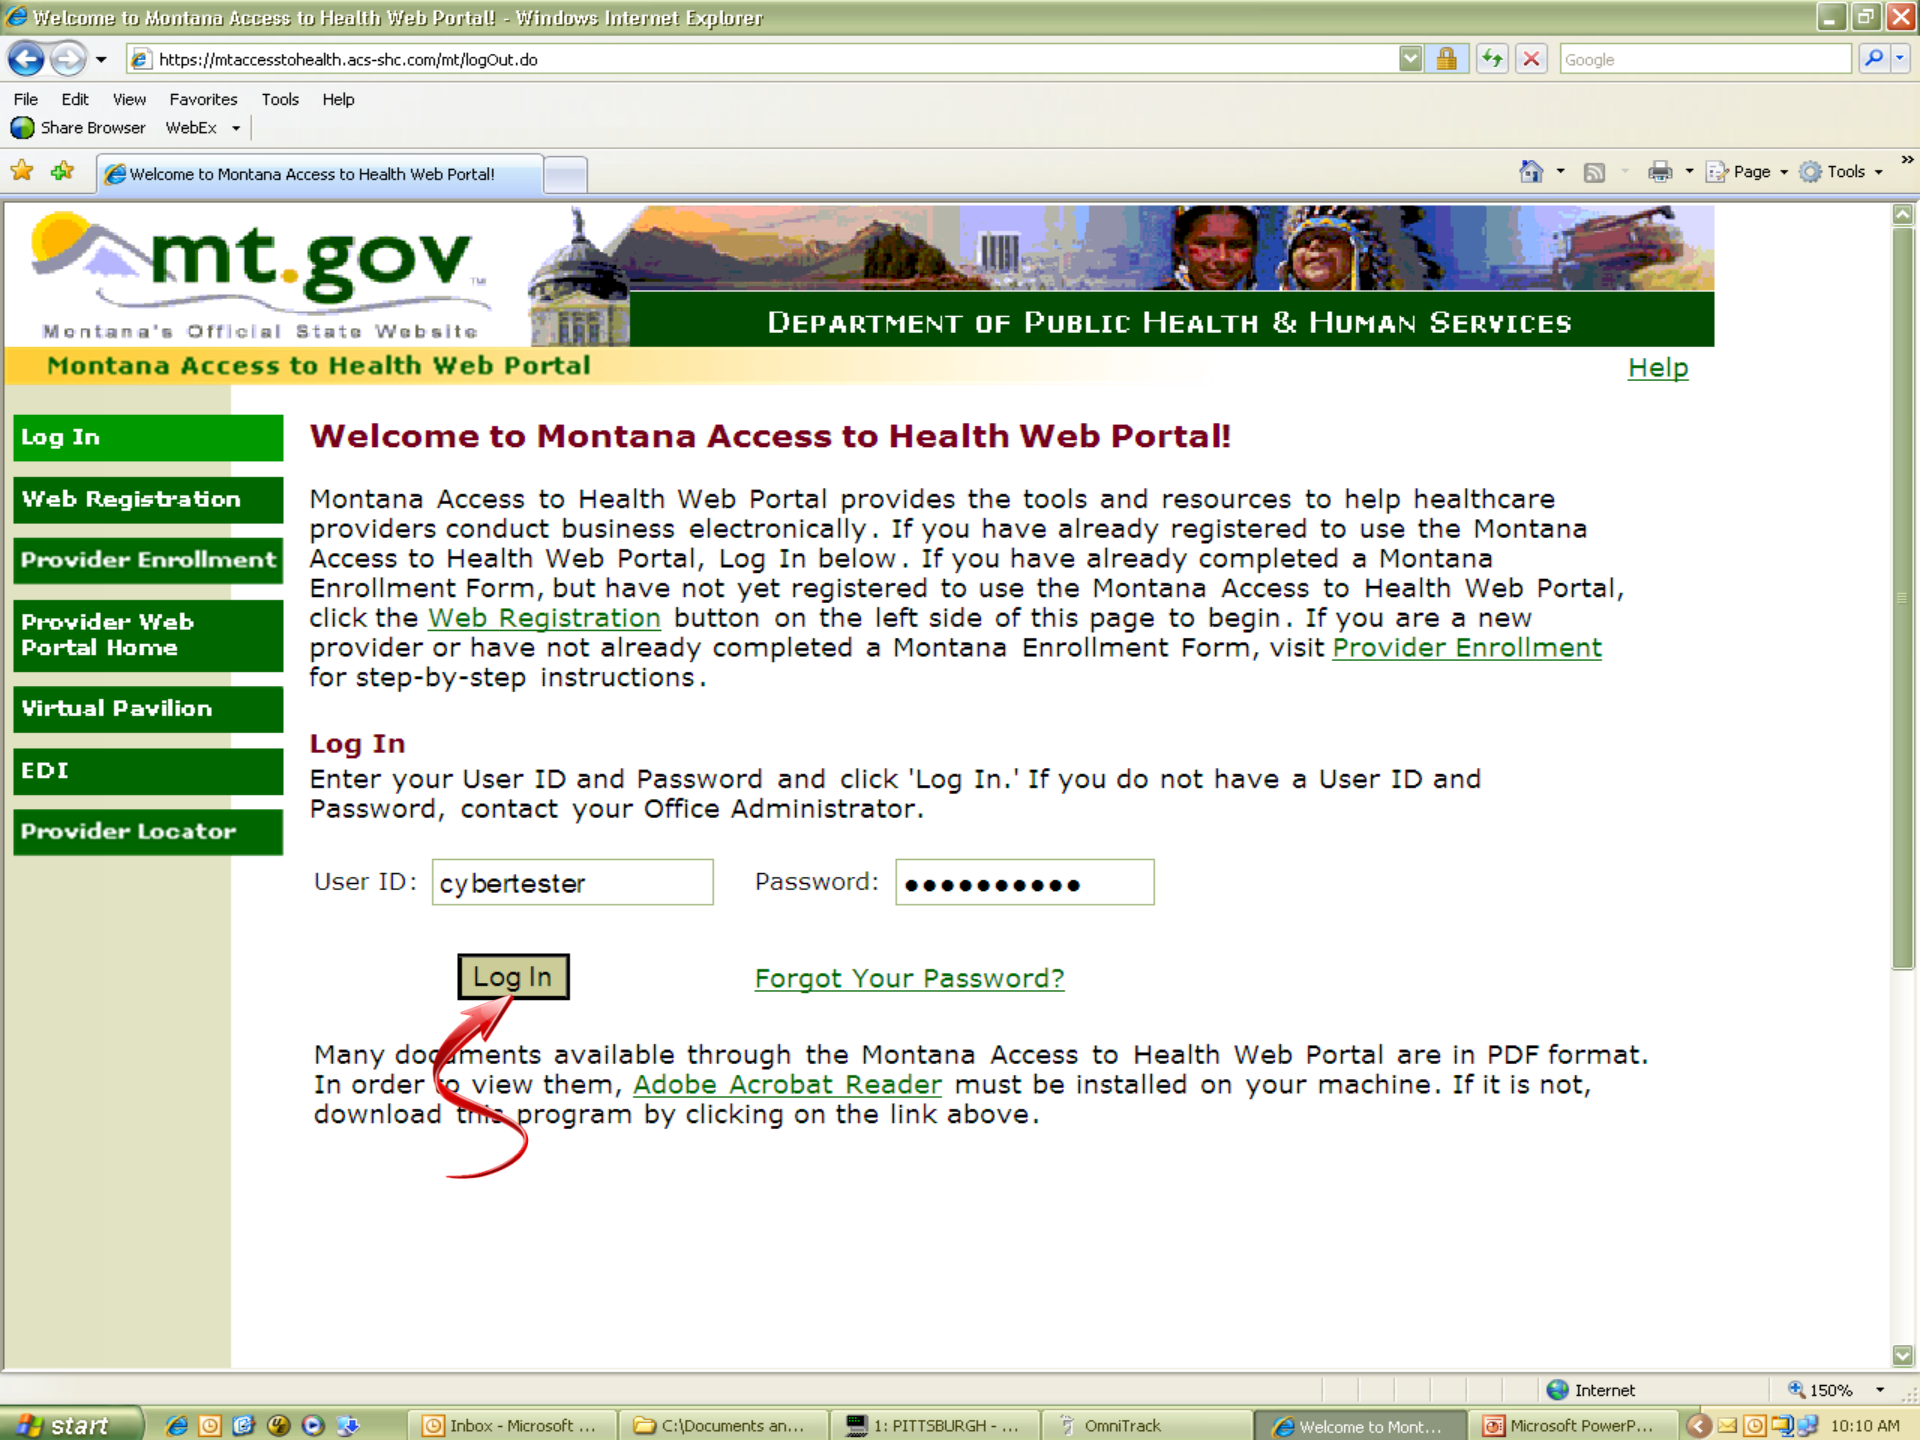 Welcome to Montana Access to Health Web Portal! - Windows Internet Explorer
https://mtaccesstohealth.acs-shc.com/mt/logOut.do
Google
File Edit View Favorites Tools Help
Share Browser WebEx
Welcome to Montana Access to Health Web Portal!
Page Tools »
mt.gov TM
Montana's Official State Website
DEPARTMENT OF PUBLIC HEALTH & HUMAN SERVICES
Montana Access to Health Web Portal
Help
Log In
Web Registration
Provider Enrollment
Provider Web
Portal Home
Virtual Pavilion
EDI
Provider Locator
Welcome to Montana Access to Health Web Portal!
Montana Access to Health Web Portal provides the tools and resources to help healthcare
providers conduct business electronically. If you have already registered to use the Montana
Access to Health Web Portal, Log In below. If you have already completed a Montana
Enrollment Form, but have not yet registered to use the Montana Access to Health Web Portal,
click the Web Registration button on the left side of this page to begin. If you are a new
provider or have not already completed a Montana Enrollment Form, visit Provider Enrollment
for step-by-step instructions.
Log In
Enter your User ID and Password and click 'Log In.' If you do not have a User ID and
Password, contact your Office Administrator.
User ID: cybertester Password: ••••••••••
Log In Forgot Your Password?
Many documents available through the Montana Access to Health Web Portal are in PDF format.
In order to view them, Adobe Acrobat Reader must be installed on your machine. If it is not,
download this program by clicking on the link above.
Internet 150%
start Inbox - Microsoft ... C:\Documents an... 1: PITTSBURGH - ... OmniTrack Welcome to Mont... Microsoft PowerP... 10:10 AM